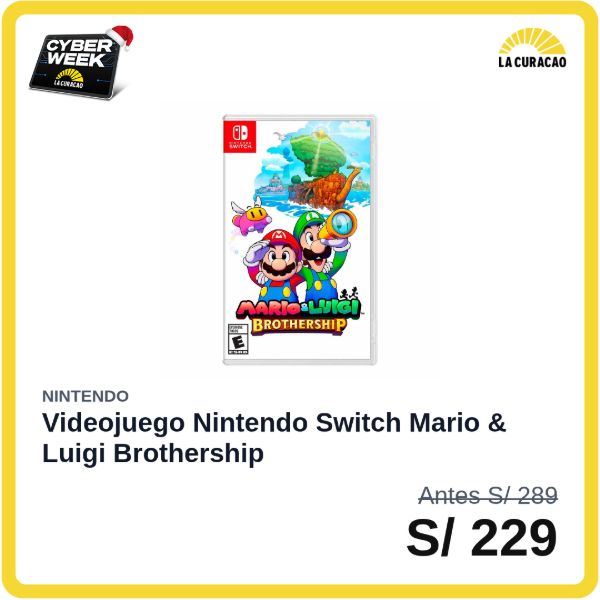 CYBER
WEEK
LA CURACAO
LA CURACAO
NINTENDO
SWITCH
MARIO & LUIGI
BROTHERSHIP
E
NINTENDO
Videojuego Nintendo Switch Mario &
Luigi Brothership
Antes S/ 289
S/ 229